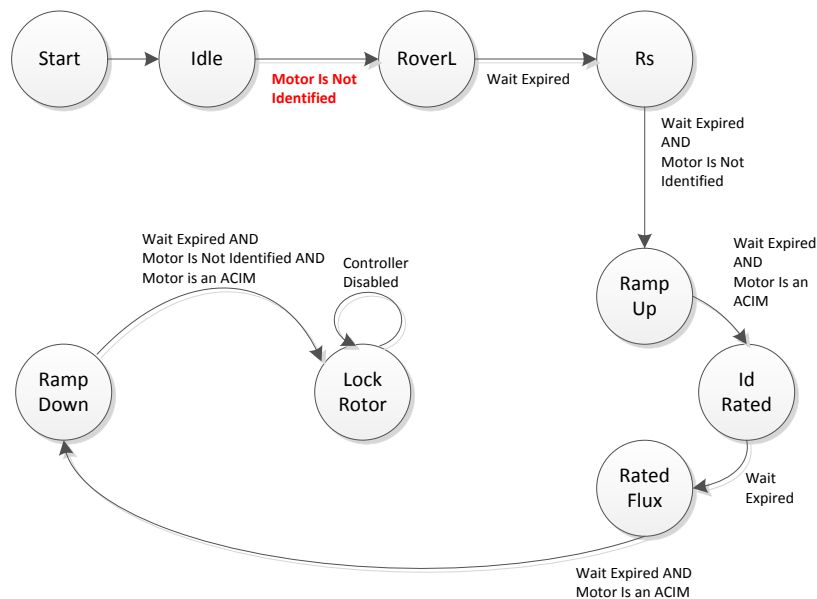 Start
Idle
RoverL
Rs
Motor Is Not
Identified
Wait Expired
Wait Expired
AND
Motor Is Not
Identified
Wait Expired AND
Motor Is Not Identified AND
Motor is an ACIM
Controller
Disabled
Wait Expired
AND
Motor Is an
ACIM
Ramp
Up
Ramp
Down
Lock
Rotor
Id
Rated
Rated
Flux
Wait
Expired
Wait Expired AND
Motor Is an ACIM